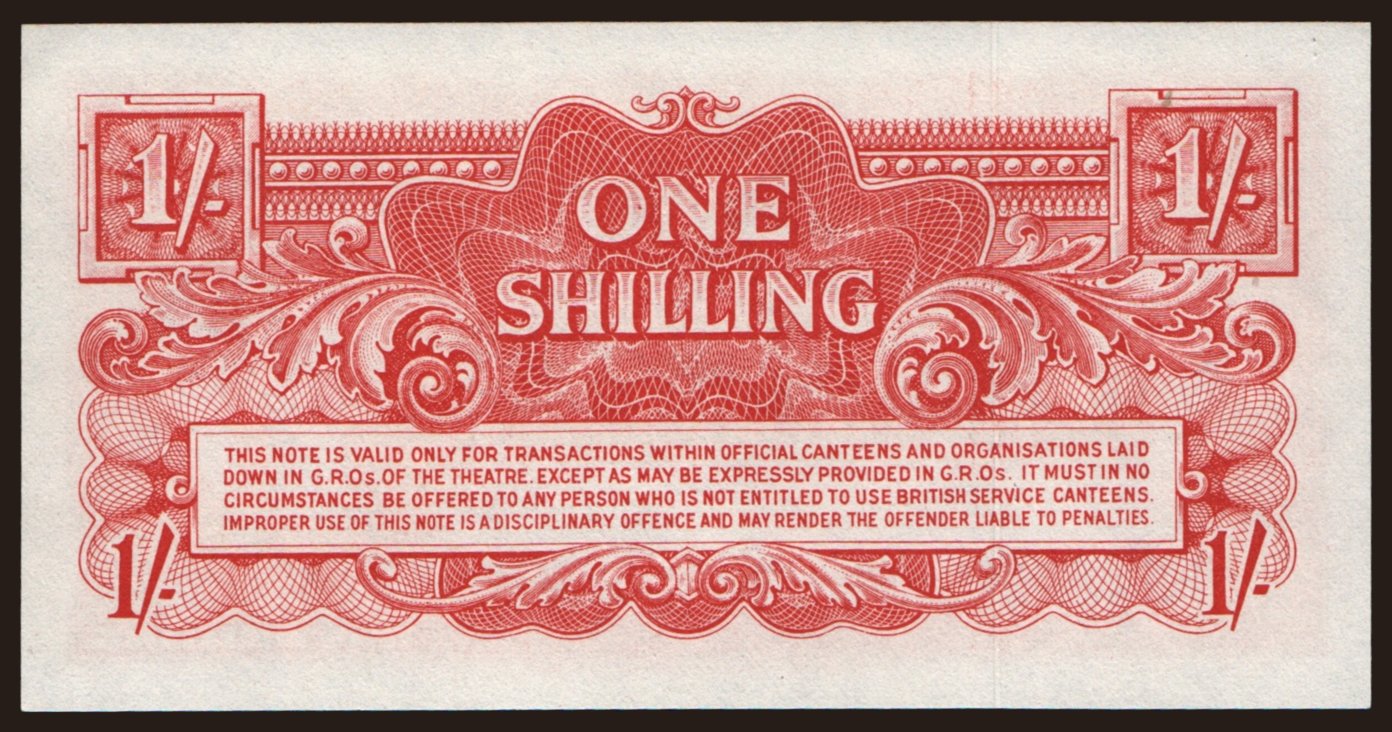 1/- 1/-
ONE
SHILLING
THIS NOTE IS VALID ONLY FOR TRANSACTIONS WITHIN OFFICIAL CANTEENS AND ORGANISATIONS LAID
DOWN IN G.R.Os. OF THE THEATRE. EXCEPT AS MAY BE EXPRESSLY PROVIDED IN G.R.Os. IT MUST IN NO
CIRCUMSTANCES BE OFFERED TO ANY PERSON WHO IS NOT ENTITLED TO USE BRITISH SERVICE CANTEENS.
IMPROPER USE OF THIS NOTE IS A DISCIPLINARY OFFENCE AND MAY RENDER THE OFFENDER LIABLE TO PENALTIES.
1/- 1/-